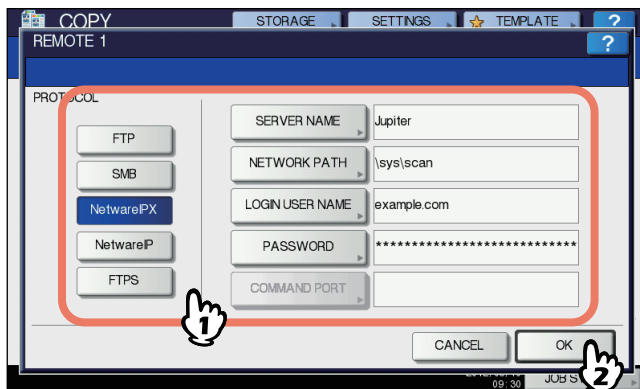 COPY STORAGE SETTINGS TEMPLATE ?
REMOTE 1 ?
PROTOCOL
FTP
SMB
NetwareIPX
NetwareIP
FTPS
SERVER NAME Jupiter
NETWORK PATH \sys\scan
LOGIN USER NAME example.com
PASSWORD ****************************
COMMAND PORT
1
CANCEL OK
2
09:30 JOB S